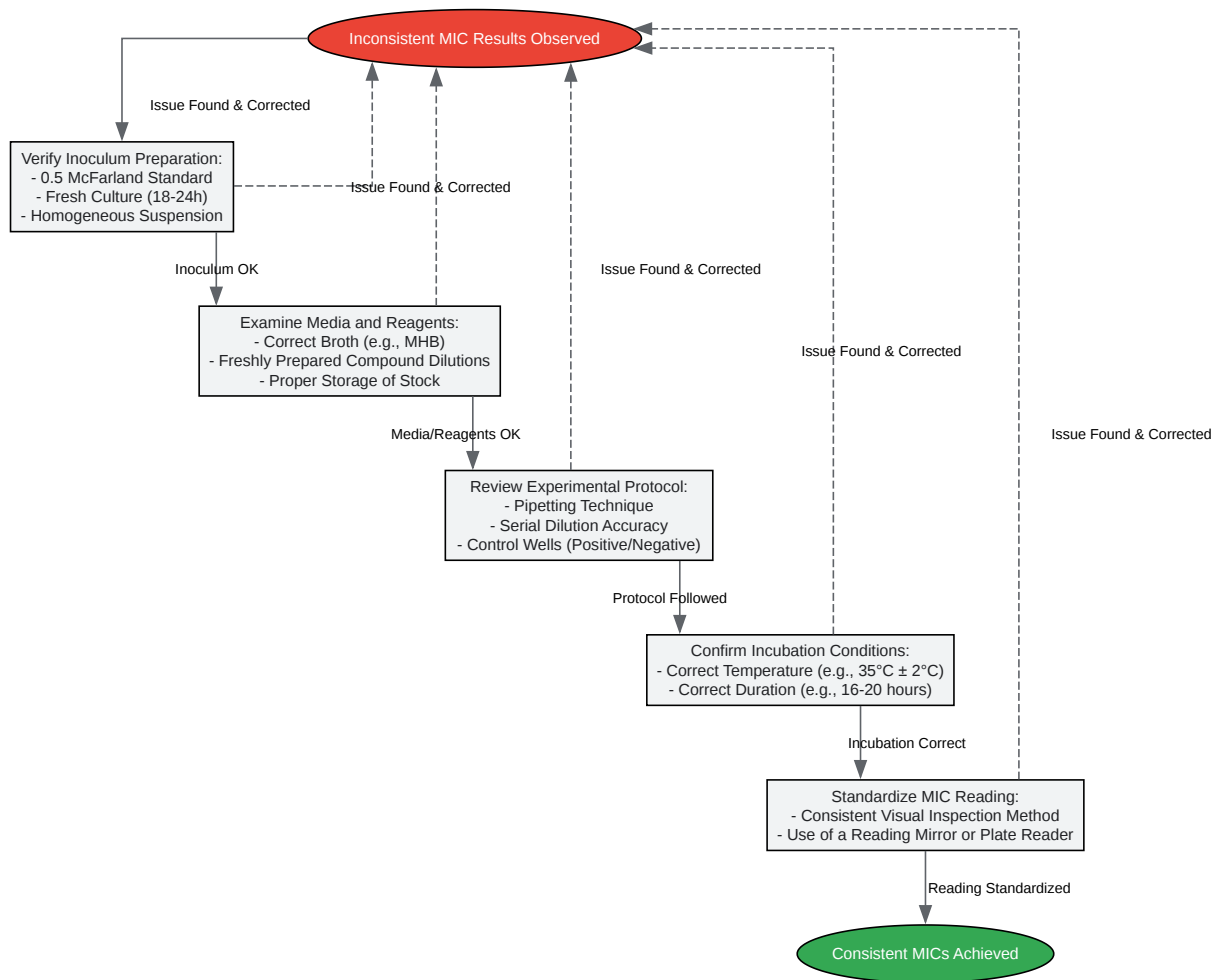 Inconsistent MIC Results Observed
Issue Found & Corrected
Verify Inoculum Preparation:
- 0.5 McFarland Standard
- Fresh Culture (18-24h)
- Homogeneous Suspension
Issue Found & Corrected
Inoculum OK
Issue Found & Corrected
Examine Media and Reagents:
- Correct Broth (e.g., MHB)
- Freshly Prepared Compound Dilutions
- Proper Storage of Stock
Issue Found & Corrected
Media/Reagents OK
Issue Found & Corrected
Review Experimental Protocol:
- Pipetting Technique
- Serial Dilution Accuracy
- Control Wells (Positive/Negative)
Protocol Followed
Confirm Incubation Conditions:
- Correct Temperature (e.g., 35°C ± 2°C)
- Correct Duration (e.g., 16-20 hours)
Incubation Correct
Standardize MIC Reading:
- Consistent Visual Inspection Method
- Use of a Reading Mirror or Plate Reader
Reading Standardized
Consistent MICs Achieved